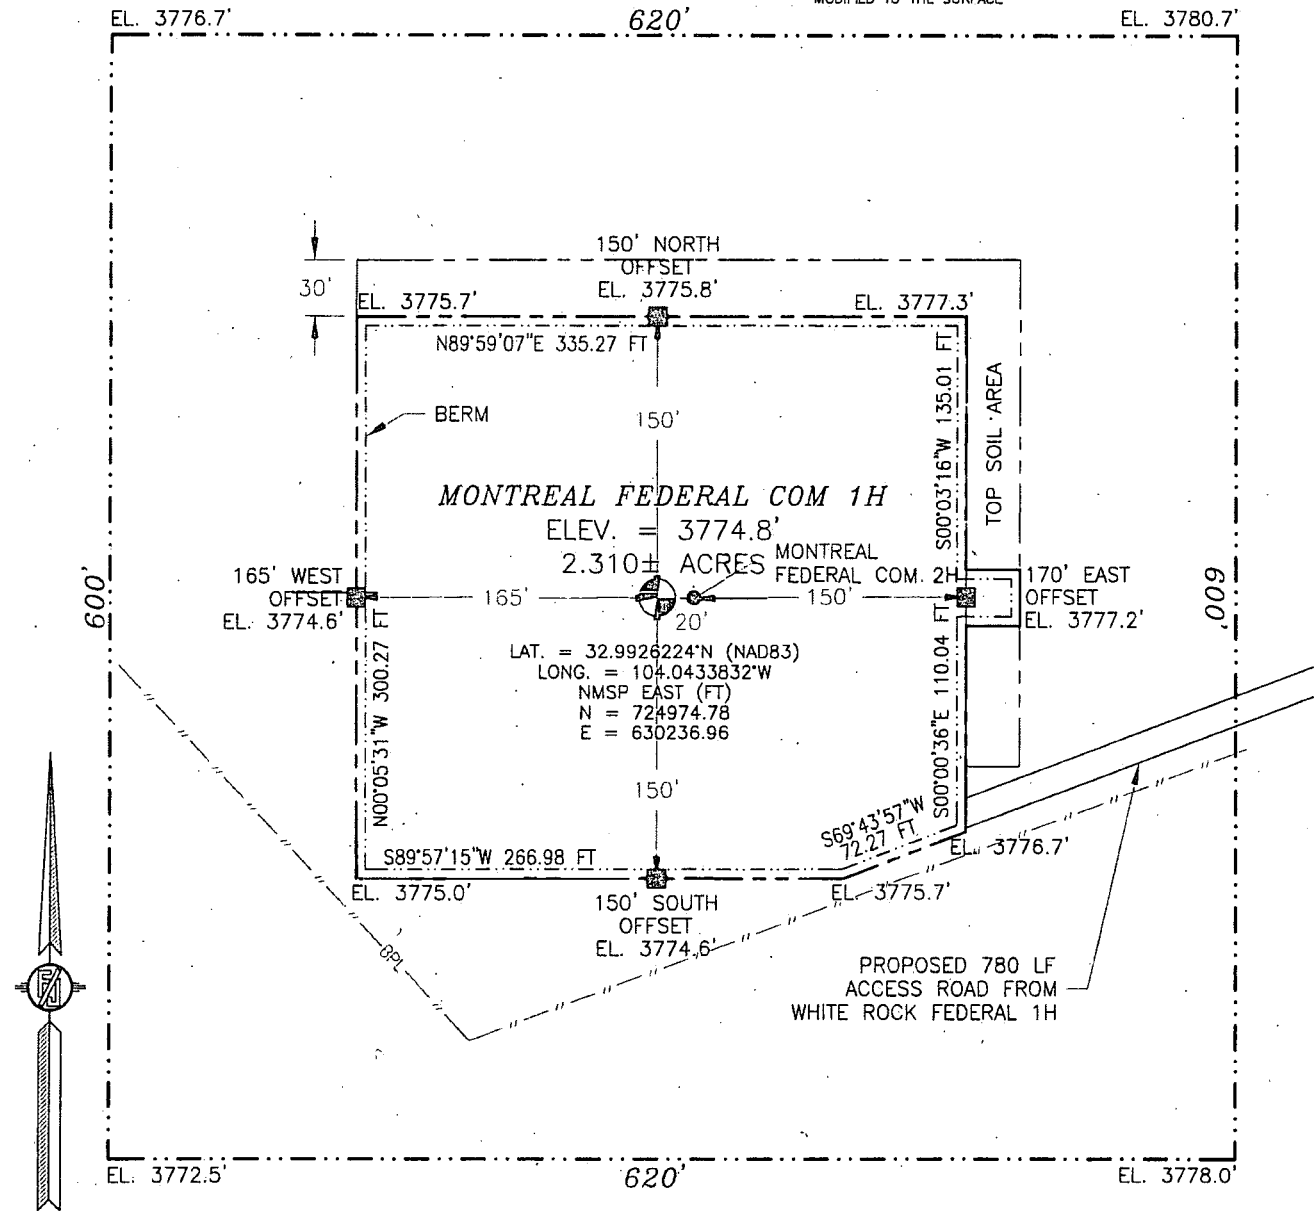 MODIFIED TO THE SURFACE
EL. 3776.7'
620'
EL. 3780.7'
150' NORTH
OFFSET
EL. 3775.8'
30'
EL. 3775.7'
EL. 3777.3'
N89°59'07"E 335.27 FT
S00°03'16"W 135.01 FT
TOP SOIL AREA
BERM
150'
MONTREAL FEDERAL COM 1H
ELEV. = 3774.8'
2.310± ACRES
MONTREAL
FEDERAL COM. 2H
600'
165' WEST
OFFSET
EL. 3774.6'
165'
20'
150'
170' EAST
OFFSET
EL. 3777.2'
600'
LAT. = 32.9926224°N (NAD83)
LONG. = 104.0433832°W
NMSP EAST (FT)
N = 724974.78
E = 630236.96
N00°05'31"W 300.27 FT
S00°00'36"E 110.04 FT
150'
S69°43'57"W
72.27 FT
EL. 3776.7'
S89°57'15"W 266.98 FT
EL. 3775.0'
EL. 3775.7'
150' SOUTH
OFFSET
EL. 3774.6'
BPL
PROPOSED 780 LF
ACCESS ROAD FROM
WHITE ROCK FEDERAL 1H
EL. 3772.5'
620'
EL. 3778.0'